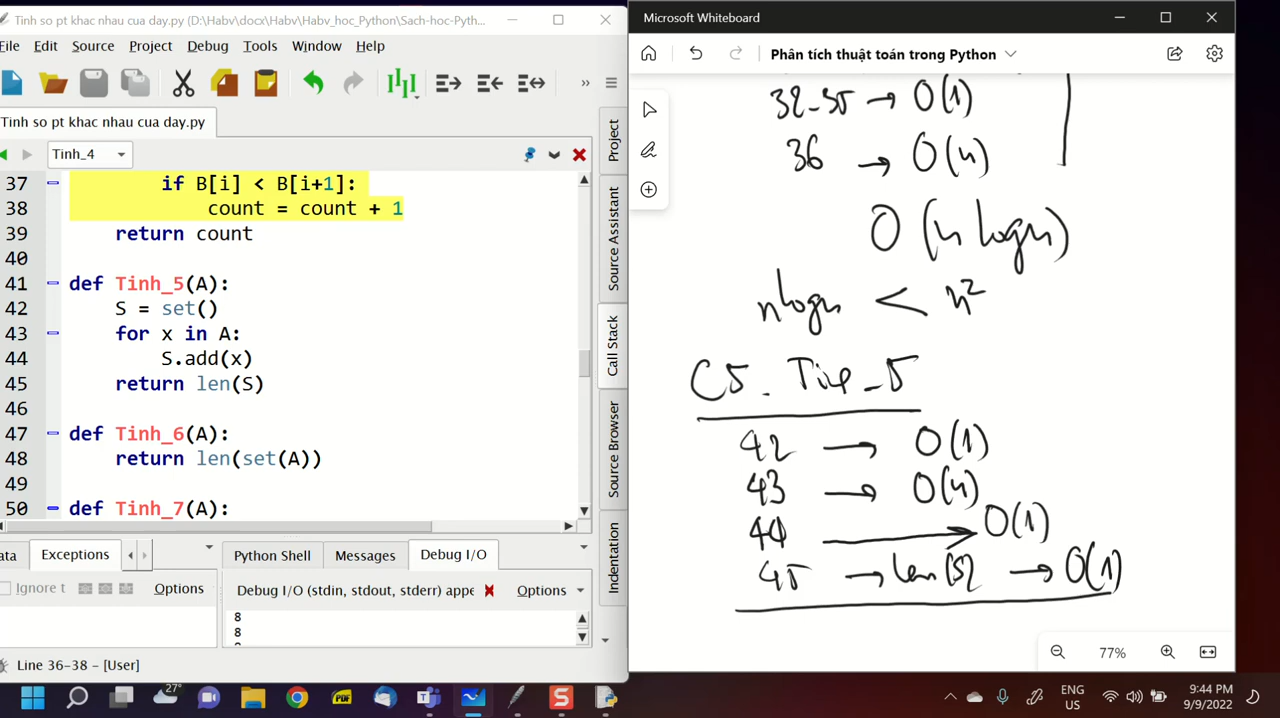 Tinh so pt khac nhau cua day.py (D:\Habv\docx\Habv\Habv_hoc_Python\Sach-hoc-Pyth...
File Edit Source Project Debug Tools Window Help
Tinh so pt khac nhau cua day.py
Tinh_4
37 if B[i] < B[i+1]:
38 count = count + 1
39 return count
40
41 def Tinh_5(A):
42 S = set()
43 for x in A:
44 S.add(x)
45 return len(S)
46
47 def Tinh_6(A):
48 return len(set(A))
49
50 def Tinh_7(A):
Project
Source Assistant
Call Stack
Source Browser
Indentation
ata Exceptions
Ignore t Options
Python Shell Messages Debug I/O
Debug I/O (stdin, stdout, stderr) appe Options
8
8
Line 36-38 – [User]
Microsoft Whiteboard
Phân tích thuật toán trong Python
32-35 → O(1)
36 → O(n)
O(n logn)
nlogn < n²
C5. Tinh_5
42 → O(1)
43 → O(n)
44 → O(1)
45 → len(S) → O(1)
77%
27°
PDF
S
ENG
US
9:44 PM
9/9/2022